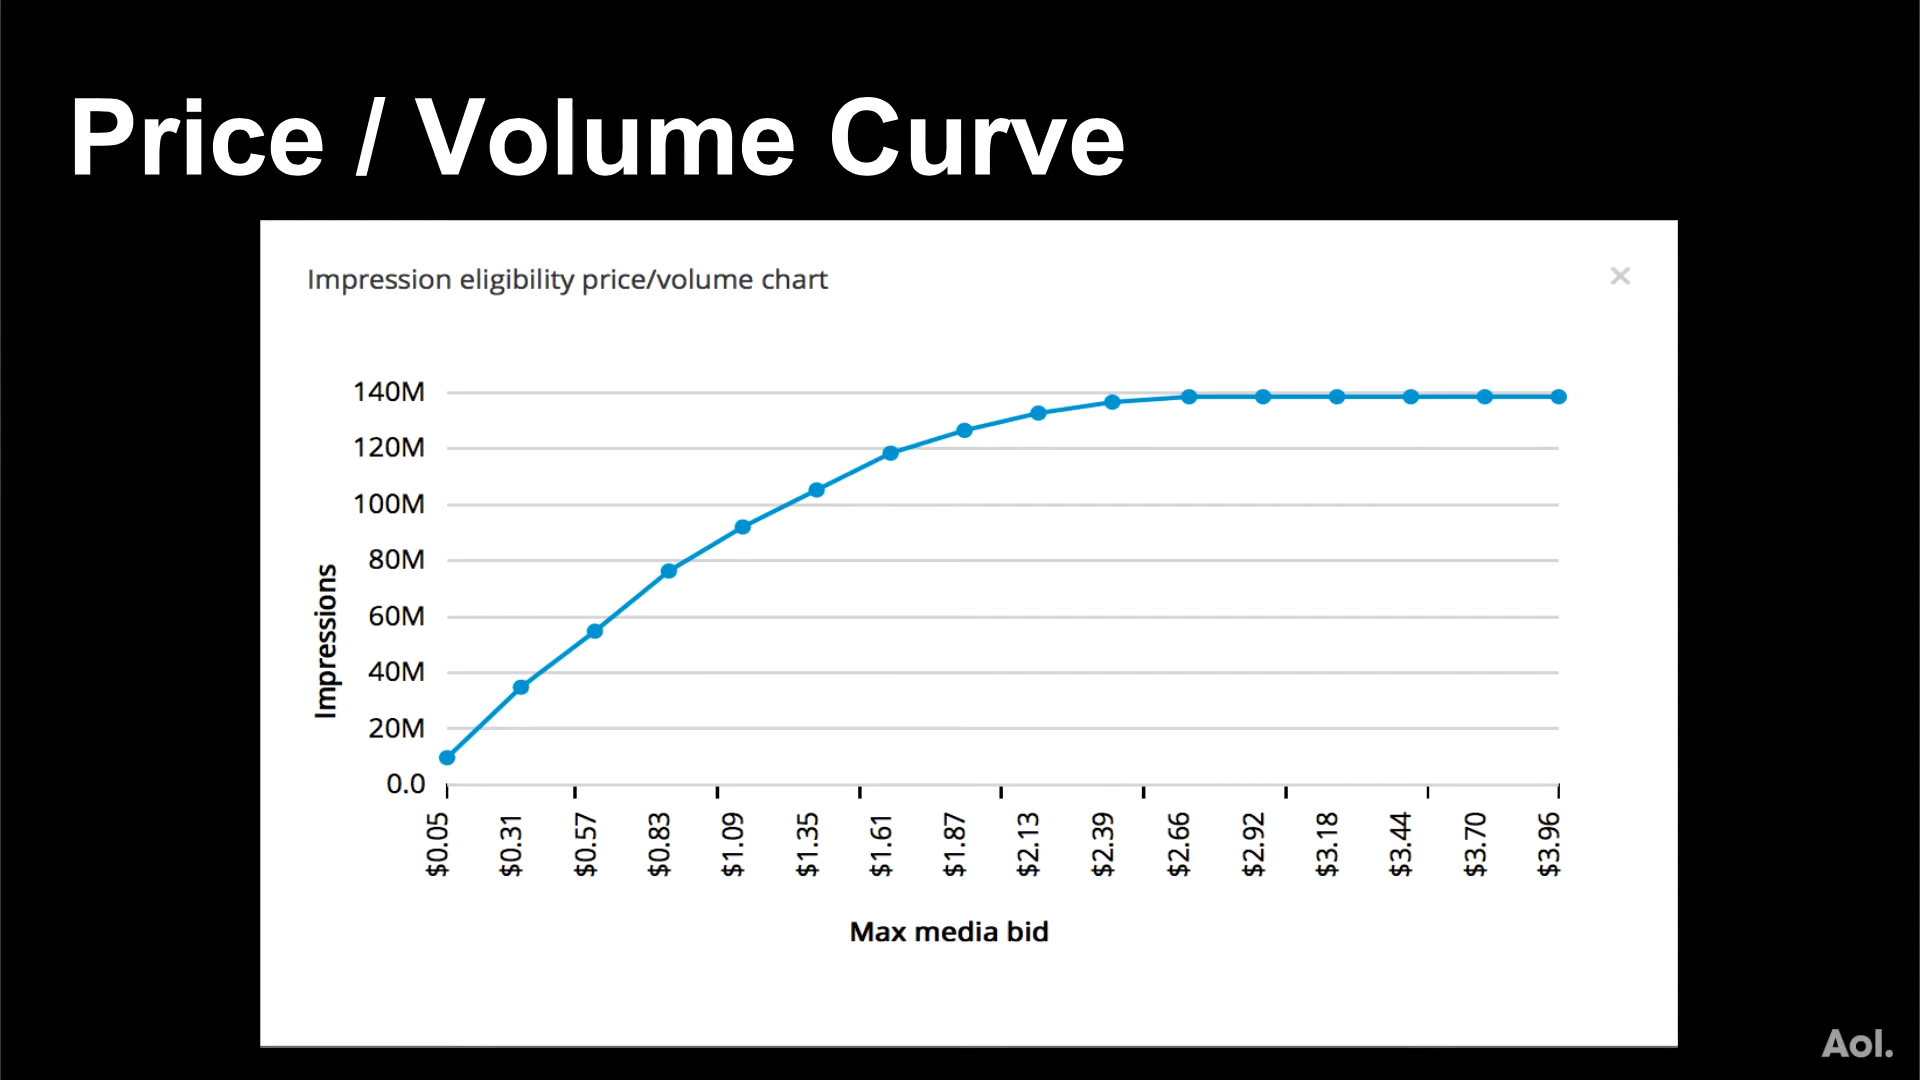 Price / Volume Curve
Impression eligibility price/volume chart
×
140M
120M
100M
80M
60M
40M
20M
0.0
Impressions
$0.05 $0.31 $0.57 $0.83 $1.09 $1.35 $1.61 $1.87 $2.13 $2.39 $2.66 $2.92 $3.18 $3.44 $3.70 $3.96
Max media bid
Aol.